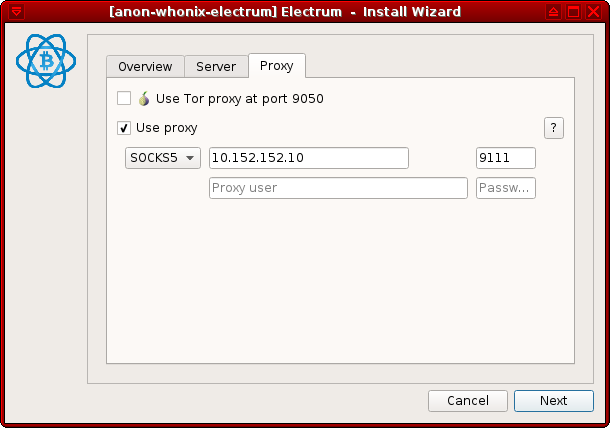 [anon-whonix-electrum] Electrum - Install Wizard
Overview Server Proxy
Use Tor proxy at port 9050
Use proxy ?
SOCKS5 10.152.152.10 9111
Proxy user Passw...
Cancel Next